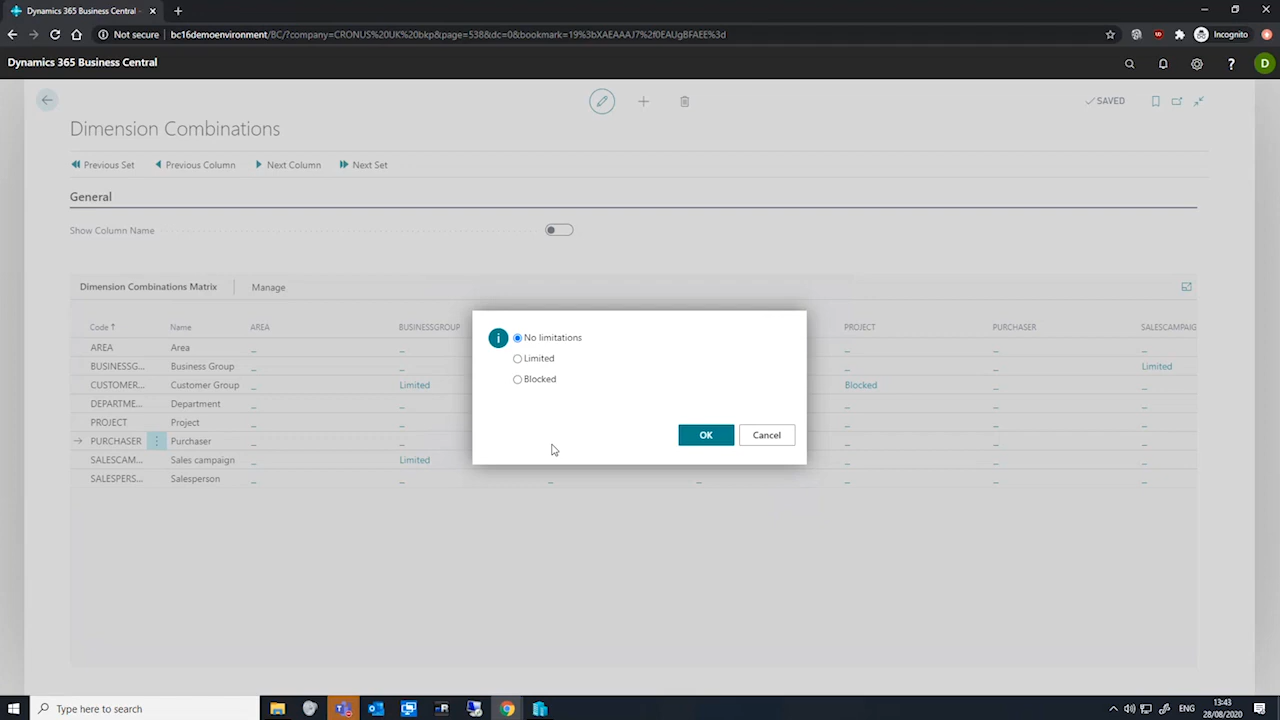 Dynamics 365 Business Central -
Not secure
bc16demoenvironment/BC/?company=CRONUS%20UK%20bkp&page=538&dc=0&bookmark=19%3bXAEAAAJ7%2f0EAUgBFAEE%3d
Incognito
Dynamics 365 Business Central
D
SAVED
Dimension Combinations
Previous Set
Previous Column
Next Column
Next Set
General
Show Column Name
Dimension Combinations Matrix
Manage
Code ↑ Name AREA BUSINESSGROUP PROJECT PURCHASER SALESCAMPAIG
AREA Area _ _ _ _ _
BUSINESSG... Business Group _ _ _ _ Limited
CUSTOMER... Customer Group _ Limited Blocked _ _
DEPARTME... Department _ _ _ _ _
PROJECT Project _ _ _ _ _
PURCHASER Purchaser _ _ _ _ _
SALESCAM... Sales campaign _ Limited _ _ _
SALESPERS... Salesperson _ _ _ _ _ _ _
No limitations
Limited
Blocked
OK
Cancel
Type here to search
ENG
13:43
28/08/2020